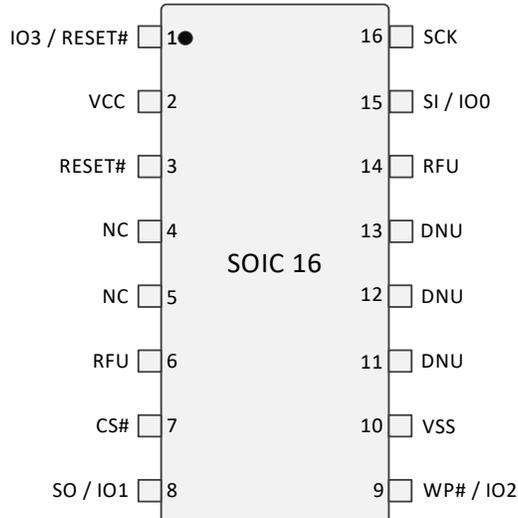 IO3 / RESET# 1 16 SCK
VCC 2 15 SI / IO0
RESET# 3 14 RFU
NC 4 13 DNU
SOIC 16
NC 5 12 DNU
RFU 6 11 DNU
CS# 7 10 VSS
SO / IO1 8 9 WP# / IO2